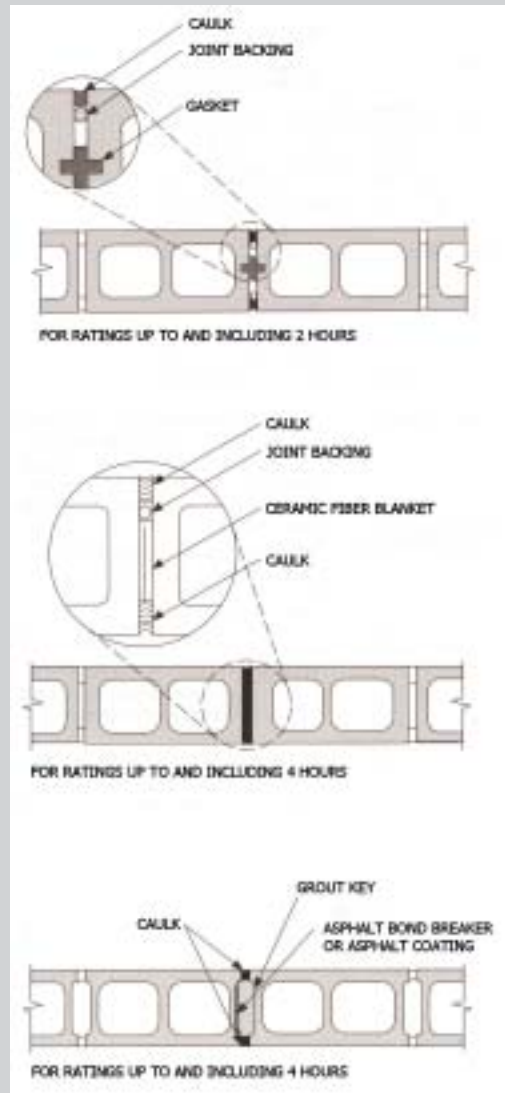 CAULK
JOINT BACKING
GASKET
FOR RATINGS UP TO AND INCLUDING 2 HOURS
CAULK
JOINT BACKING
CERAMIC FIBER BLANKET
CAULK
FOR RATINGS UP TO AND INCLUDING 4 HOURS
GROUT KEY
CAULK
ASPHALT BOND BREAKER
OR ASPHALT COATING
FOR RATINGS UP TO AND INCLUDING 4 HOURS